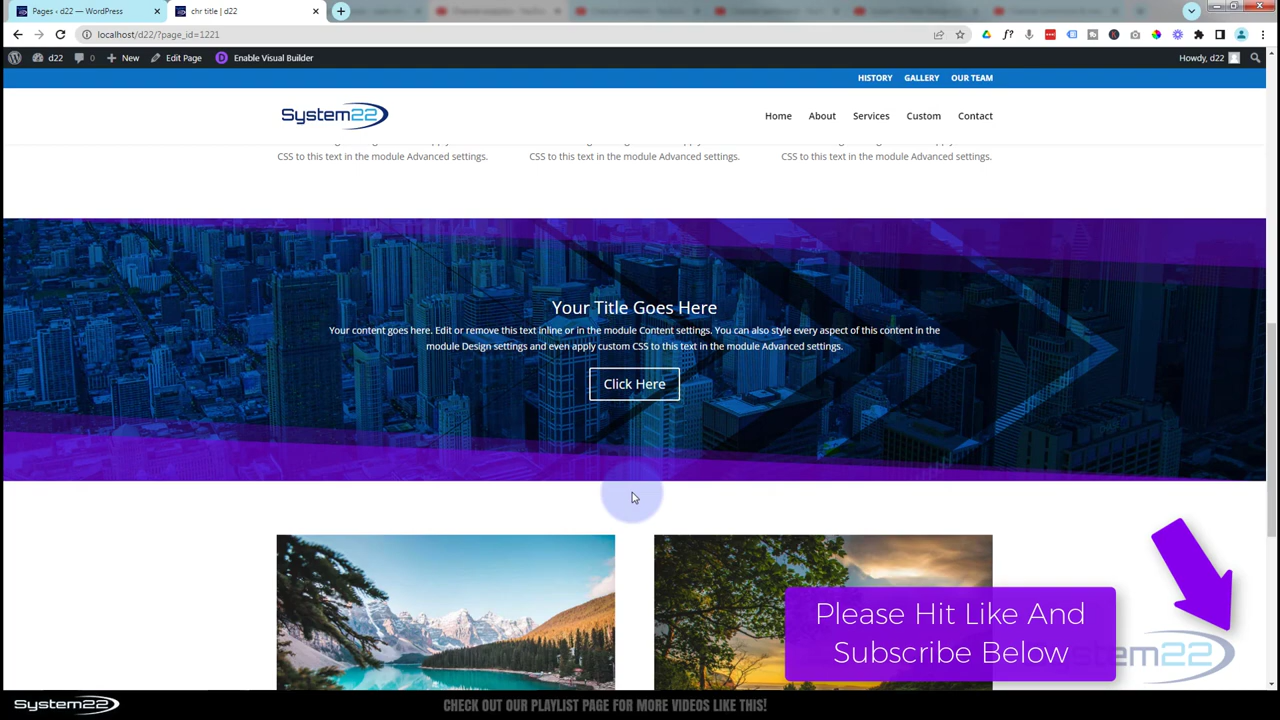 Pages ‹ d22 — WordPress
chr title | d22
localhost/d22/?page_id=1221
d22
0
New
Edit Page
Enable Visual Builder
Howdy, d22
HISTORY
GALLERY
OUR TEAM
System22
Home
About
Services
Custom
Contact
CSS to this text in the module Advanced settings.
CSS to this text in the module Advanced settings.
CSS to this text in the module Advanced settings.
Your Title Goes Here
Your content goes here. Edit or remove this text inline or in the module Content settings. You can also style every aspect of this content in the
module Design settings and even apply custom CSS to this text in the module Advanced settings.
Click Here
Please Hit Like And
Subscribe Below
System22
CHECK OUT OUR PLAYLIST PAGE FOR MORE VIDEOS LIKE THIS!